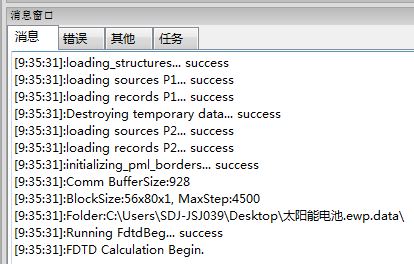 消息窗口
消息 错误 其他 任务
[9:35:31]:loading_structures... success
[9:35:31]:loading sources P1... success
[9:35:31]:loading records P1... success
[9:35:31]:Destroying temporary data... success
[9:35:31]:loading sources P2... success
[9:35:31]:loading records P2... success
[9:35:31]:initializing_pml_borders... success
[9:35:31]:Comm BufferSize:928
[9:35:31]:BlockSize:56x80x1, MaxStep:4500
[9:35:31]:Folder:C:\Users\SDJ-JSJ039\Desktop\太阳能电池.ewp.data\
[9:35:31]:Running FdtdBeg... success
[9:35:31]:FDTD Calculation Begin.